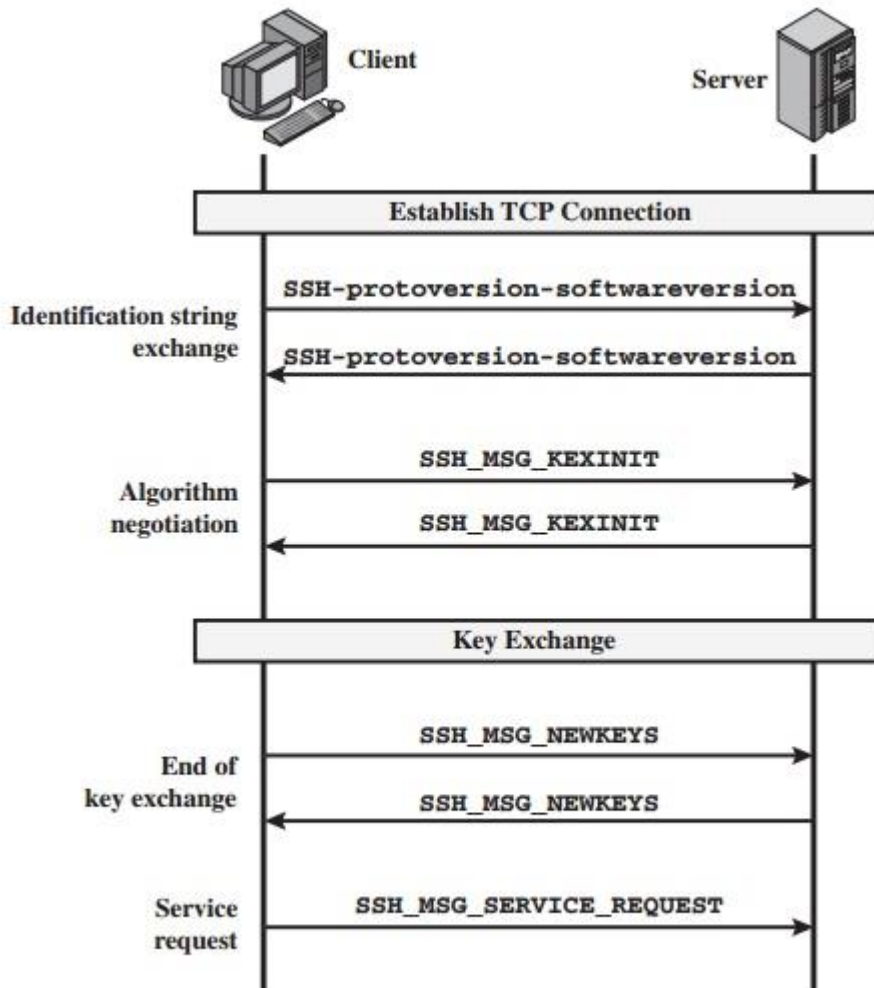 Client
Server
Establish TCP Connection
SSH-protoversion-softwareversion
Identification string
exchange
SSH-protoversion-softwareversion
SSH_MSG_KEXINIT
Algorithm
negotiation
SSH_MSG_KEXINIT
Key Exchange
SSH_MSG_NEWKEYS
End of
key exchange
SSH_MSG_NEWKEYS
SSH_MSG_SERVICE_REQUEST
Service
request